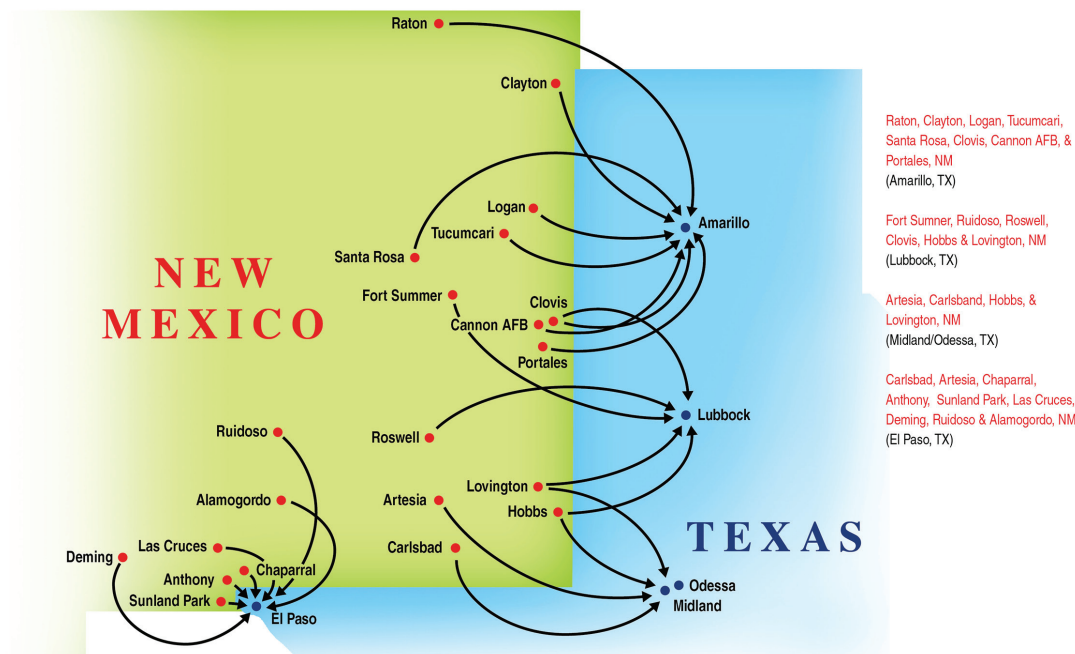 Raton
Clayton
Logan
Tucumcari
Santa Rosa
Amarillo
Fort Summer
Clovis
Cannon AFB
Portales
NEW
MEXICO
Lubbock
Roswell
Ruidoso
Lovington
Hobbs
Artesia
Alamogordo
Carlsbad
TEXAS
Las Cruces
Deming
Chaparral
Anthony
Sunland Park
El Paso
Odessa
Midland
Raton, Clayton, Logan, Tucumcari,
Santa Rosa, Clovis, Cannon AFB, &
Portales, NM
(Amarillo, TX)
Fort Sumner, Ruidoso, Roswell,
Clovis, Hobbs & Lovington, NM
(Lubbock, TX)
Artesia, Carlsband, Hobbs, &
Lovington, NM
(Midland/Odessa, TX)
Carlsbad, Artesia, Chaparral,
Anthony, Sunland Park, Las Cruces,
Deming, Ruidoso & Alamogordo, NM
(El Paso, TX)